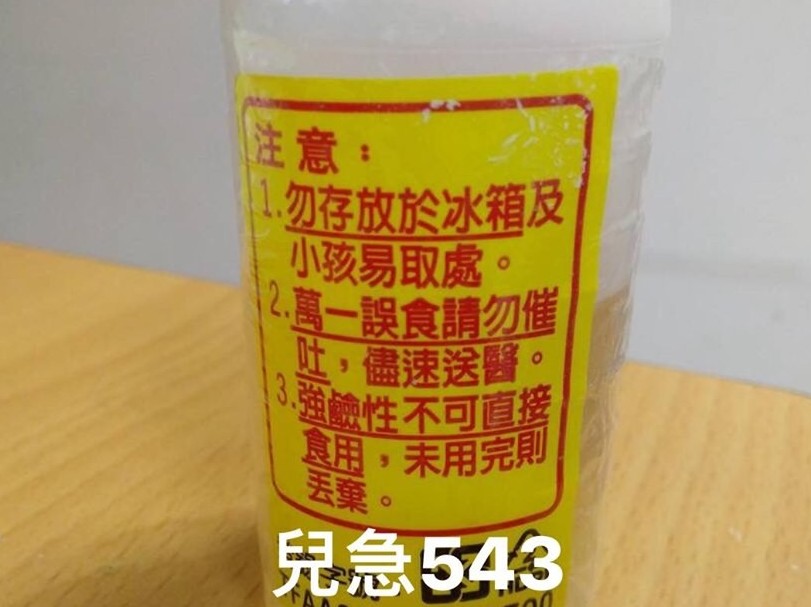 注意：
1.勿存放於冰箱及
小孩易取處。
2.萬一誤食請勿催
吐，儘速送醫。
3.強鹼性不可直接
食用，未用完則
丟棄。
兒急543